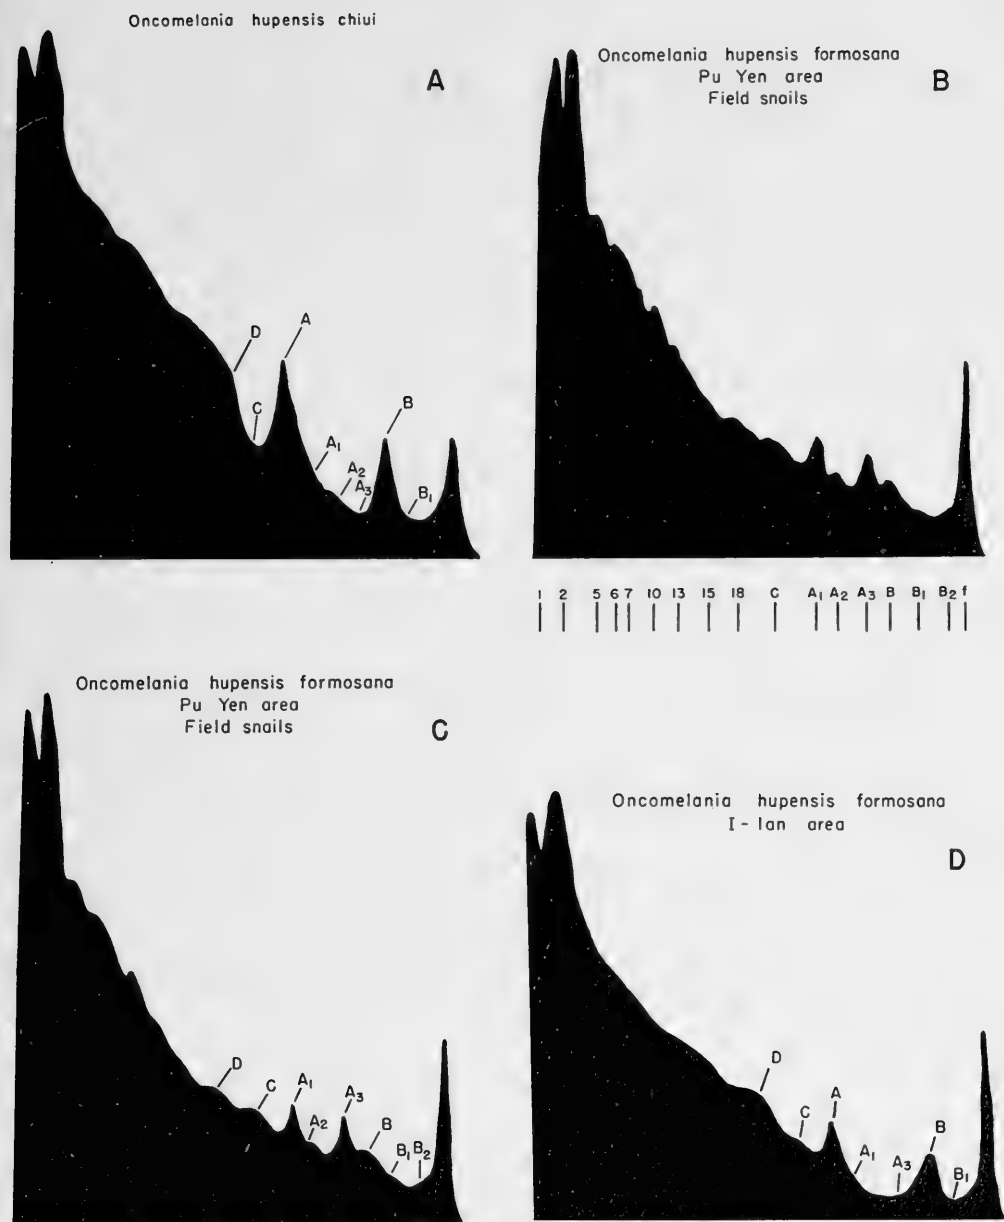 Oncomelania hupensis chiui
A
D
A
C
B
A1
A2
A3
B1
Oncomelania hupensis formosana
Pu Yen area
Field snails
B
1 2 5 6 7 10 13 15 18 C A1 A2 A3 B B1 B2 f
Oncomelania hupensis formosana
Pu Yen area
Field snails
C
D
C
A1
A2
A3
B
B1 B2
Oncomelania hupensis formosana
I-lan area
D
D
C
A
A1
A3
B
B1